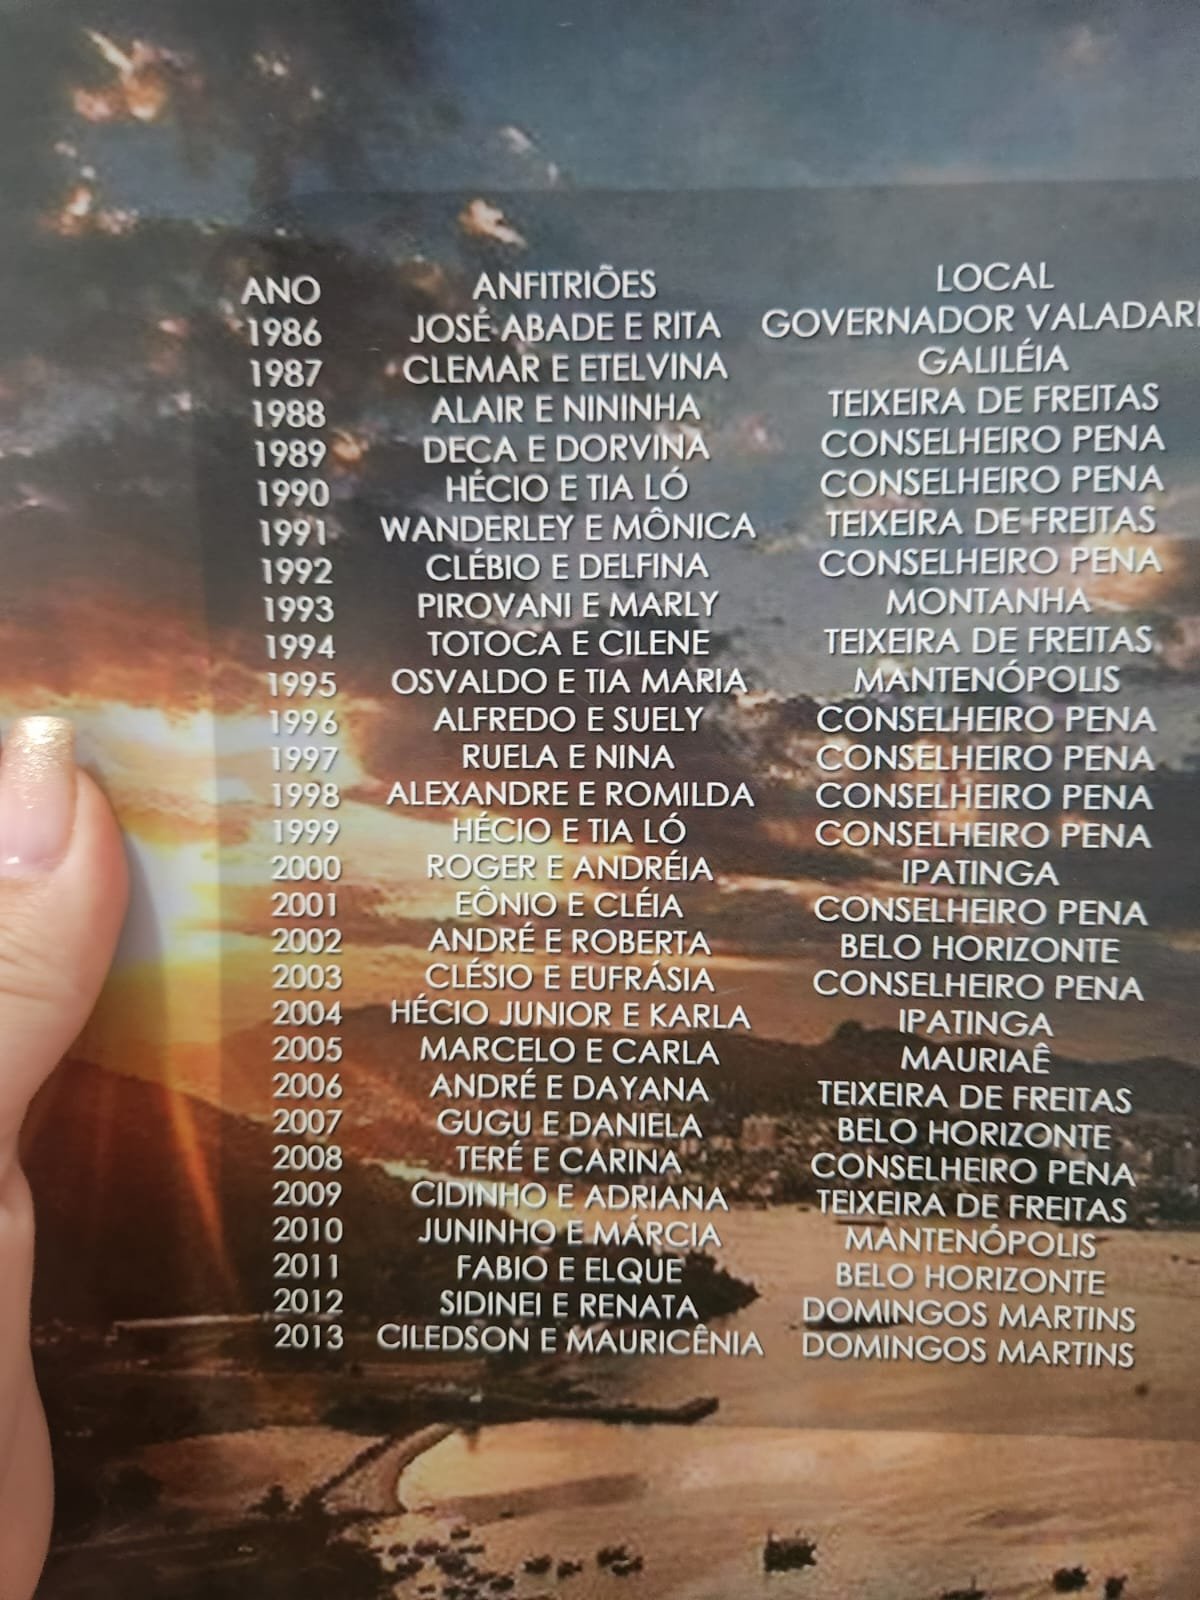 ANO ANFITRIÕES LOCAL
1986 JOSÉ ABADE E RITA GOVERNADOR VALADARE
1987 CLEMAR E ETELVINA GALILÉIA
1988 ALAIR E NININHA TEIXEIRA DE FREITAS
1989 DECA E DORVINA CONSELHEIRO PENA
1990 HÉCIO E TIA LÓ CONSELHEIRO PENA
1991 WANDERLEY E MÔNICA TEIXEIRA DE FREITAS
1992 CLÉBIO E DELFINA CONSELHEIRO PENA
1993 PIROVANI E MARLY MONTANHA
1994 TOTOCA E CILENE TEIXEIRA DE FREITAS
1995 OSVALDO E TIA MARIA MANTENÓPOLIS
1996 ALFREDO E SUELY CONSELHEIRO PENA
1997 RUELA E NINA CONSELHEIRO PENA
1998 ALEXANDRE E ROMILDA CONSELHEIRO PENA
1999 HÉCIO E TIA LÓ CONSELHEIRO PENA
2000 ROGER E ANDRÉIA IPATINGA
2001 EÔNIO E CLÉIA CONSELHEIRO PENA
2002 ANDRÉ E ROBERTA BELO HORIZONTE
2003 CLÉSIO E EUFRÁSIA CONSELHEIRO PENA
2004 HÉCIO JUNIOR E KARLA IPATINGA
2005 MARCELO E CARLA MAURIAÊ
2006 ANDRÉ E DAYANA TEIXEIRA DE FREITAS
2007 GUGU E DANIELA BELO HORIZONTE
2008 TERÉ E CARINA CONSELHEIRO PENA
2009 CIDINHO E ADRIANA TEIXEIRA DE FREITAS
2010 JUNINHO E MÁRCIA MANTENÓPOLIS
2011 FABIO E ELQUE BELO HORIZONTE
2012 SIDINEI E RENATA DOMINGOS MARTINS
2013 CILEDSON E MAURICÊNIA DOMINGOS MARTINS